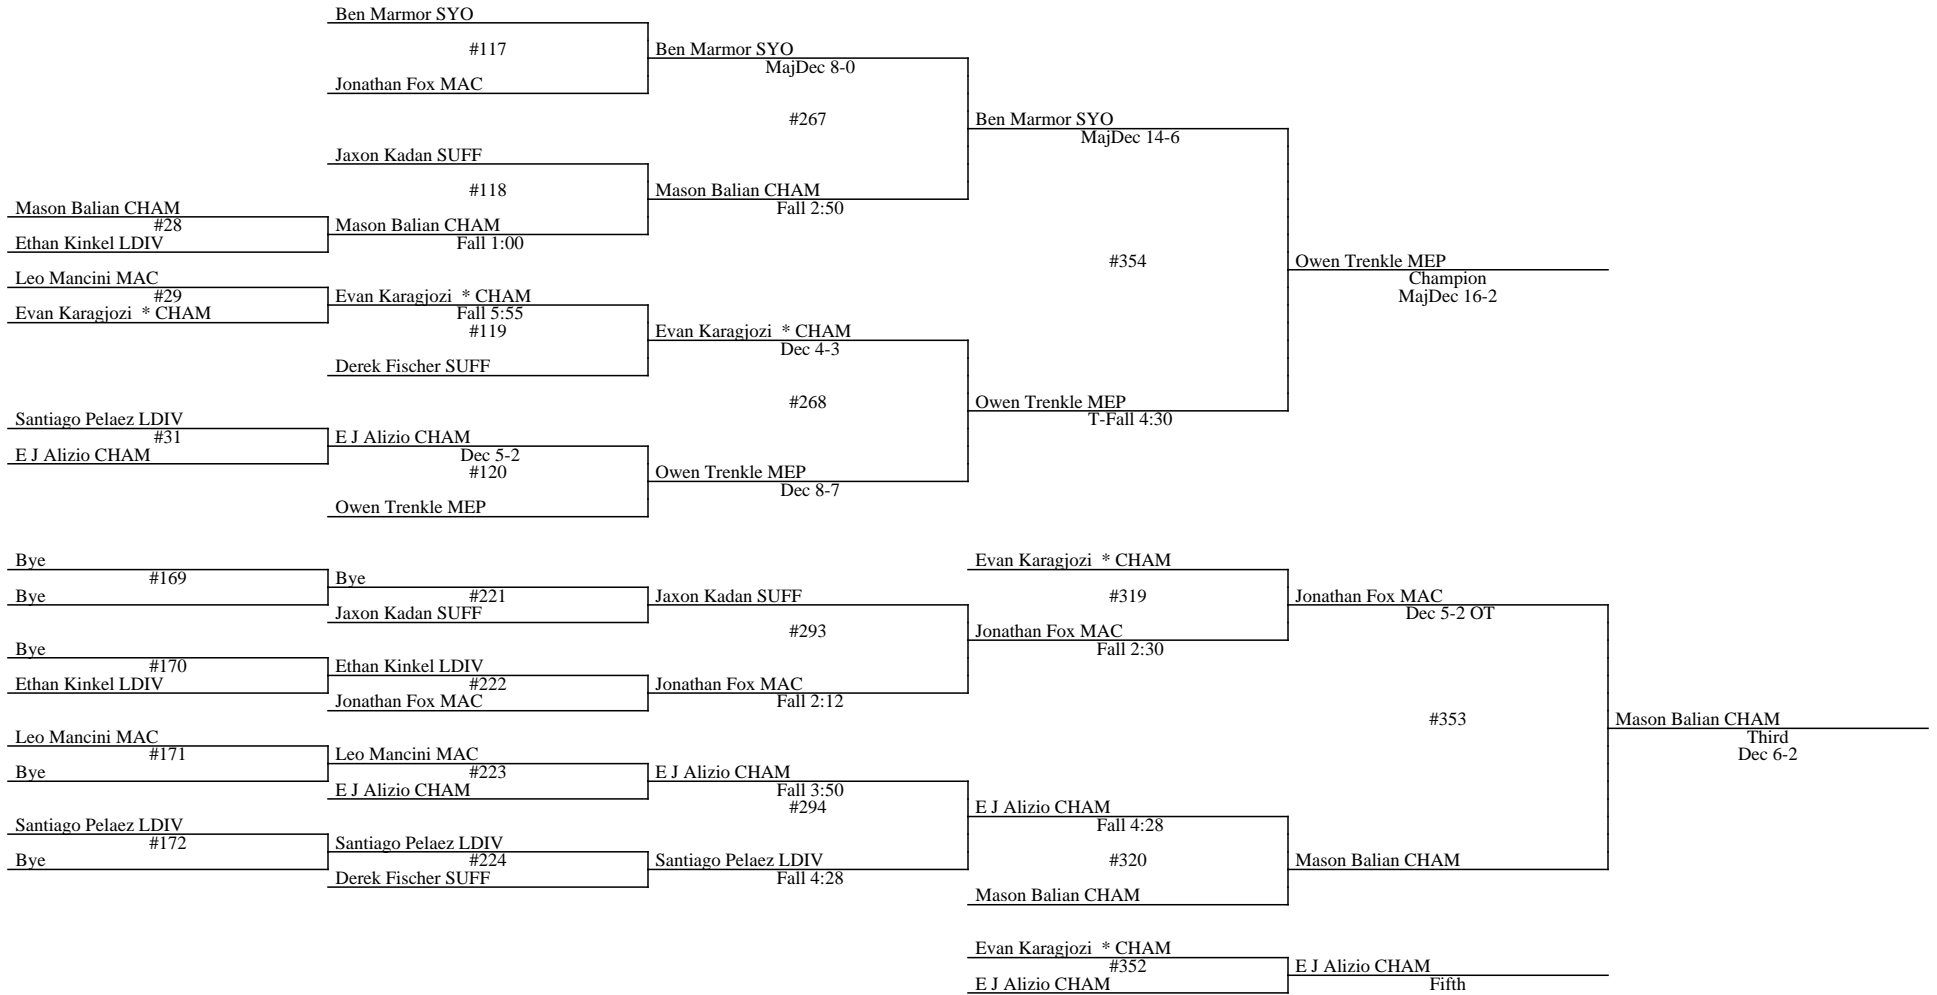 Ben Marmor SYO
#117
Jonathan Fox MAC
Ben Marmor SYO
MajDec 8-0
#267
Jaxon Kadan SUFF
#118
Mason Balian CHAM
#28
Ethan Kinkel LDIV
Mason Balian CHAM
Fall 1:00
Mason Balian CHAM
Fall 2:50
Ben Marmor SYO
MajDec 14-6
#354
Leo Mancini MAC
#29
Evan Karagjozi * CHAM
Evan Karagjozi * CHAM
Fall 5:55
#119
Derek Fischer SUFF
Evan Karagjozi * CHAM
Dec 4-3
#268
Santiago Pelaez LDIV
#31
E J Alizio CHAM
E J Alizio CHAM
Dec 5-2
#120
Owen Trenkle MEP
Owen Trenkle MEP
Dec 8-7
Owen Trenkle MEP
T-Fall 4:30
Owen Trenkle MEP
Champion
MajDec 16-2
Bye
#169
Bye
Bye
#221
Jaxon Kadan SUFF
Jaxon Kadan SUFF
#293
Bye
#170
Ethan Kinkel LDIV
Ethan Kinkel LDIV
#222
Jonathan Fox MAC
Jonathan Fox MAC
Fall 2:12
Evan Karagjozi * CHAM
#319
Jonathan Fox MAC
Fall 2:30
Jonathan Fox MAC
Dec 5-2 OT
#353
Leo Mancini MAC
#171
Bye
Leo Mancini MAC
#223
E J Alizio CHAM
E J Alizio CHAM
Fall 3:50
#294
Santiago Pelaez LDIV
#172
Bye
Santiago Pelaez LDIV
#224
Derek Fischer SUFF
Santiago Pelaez LDIV
Fall 4:28
E J Alizio CHAM
Fall 4:28
#320
Mason Balian CHAM
Mason Balian CHAM
Mason Balian CHAM
Third
Dec 6-2
Evan Karagjozi * CHAM
#352
E J Alizio CHAM
E J Alizio CHAM
Fifth